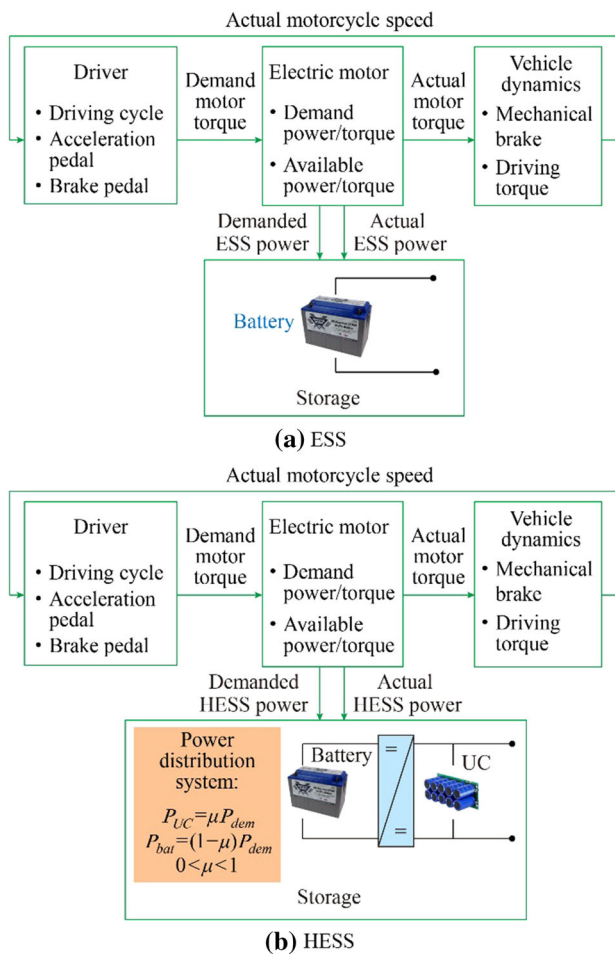 Actual motorcycle speed
Driver
• Driving cycle
• Acceleration
pedal
• Brake pedal
Demand
motor
torque
Electric motor
• Demand
power/torque
• Available
power/torque
Actual
motor
torque
Vehicle
dynamics
• Mechanical
brake
• Driving
torque
Demanded
ESS power
Actual
ESS power
Battery
Storage
(a) ESS
Actual motorcycle speed
Driver
• Driving cycle
• Acceleration
pedal
• Brake pedal
Demand
motor
torque
Electric motor
• Demand
power/torque
• Available
power/torque
Actual
motor
torque
Vehicle
dynamics
• Mechanical
brake
• Driving
torque
Demanded
HESS power
Actual
HESS power
Power
distribution
system:
P_UC=μP_dem
P_bat=(1−μ)P_dem
0<μ<1
Battery
=
=
UC
Storage
(b) HESS